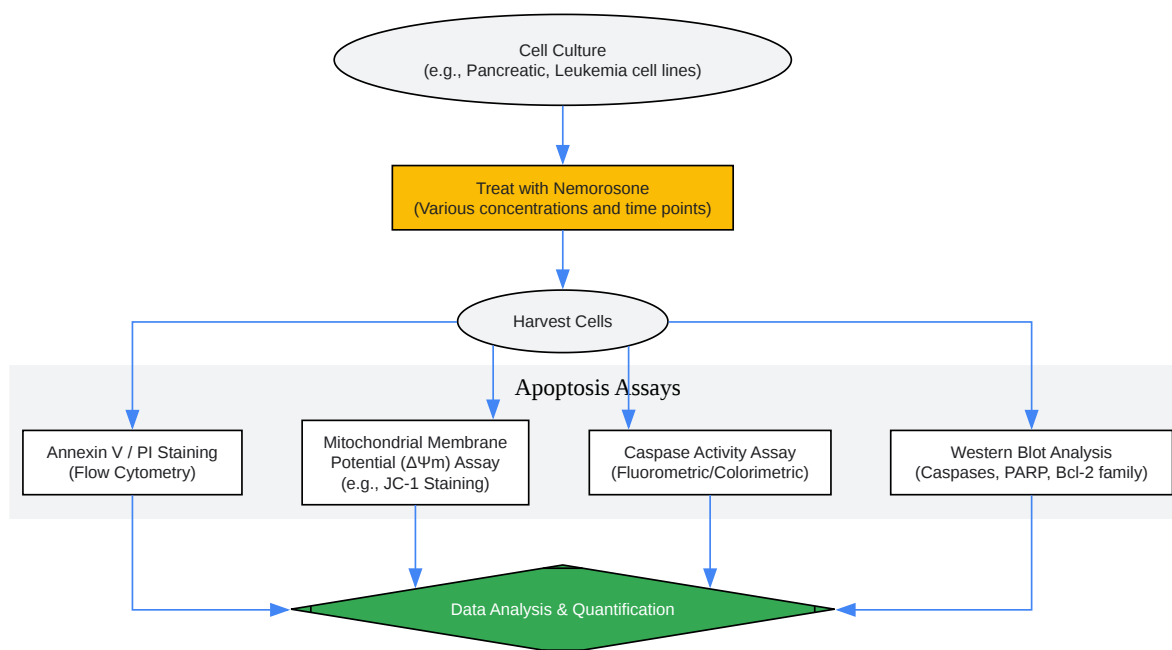 Cell Culture
(e.g., Pancreatic, Leukemia cell lines)
Treat with Nemorosone
(Various concentrations and time points)
Harvest Cells
Apoptosis Assays
Annexin V / PI Staining
(Flow Cytometry)
Mitochondrial Membrane
Potential (ΔΨm) Assay
(e.g., JC-1 Staining)
Caspase Activity Assay
(Fluorometric/Colorimetric)
Western Blot Analysis
(Caspases, PARP, Bcl-2 family)
Data Analysis & Quantification